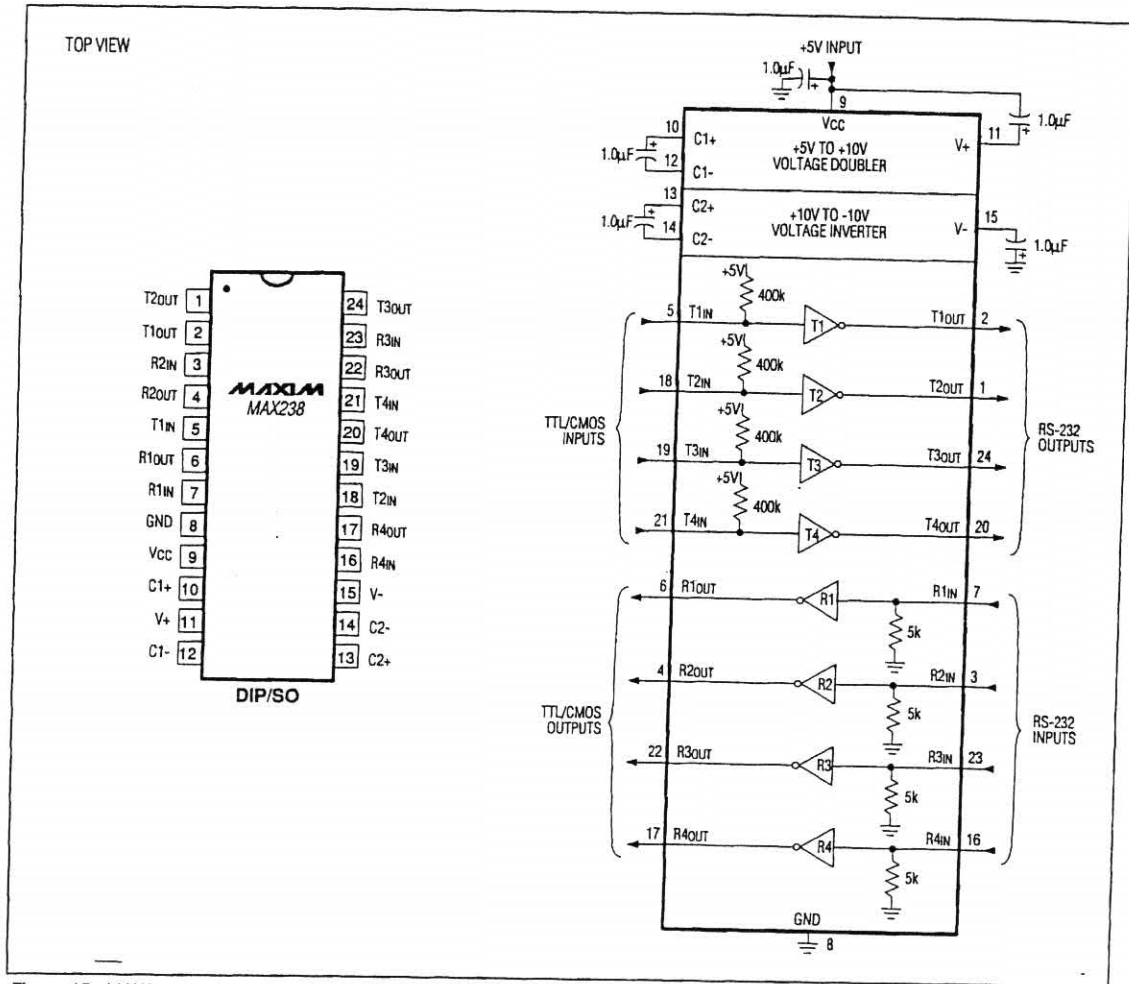 TOP VIEW
T2OUT 1
T1OUT 2
R2IN 3
R2OUT 4
T1IN 5
R1OUT 6
R1IN 7
GND 8
VCC 9
C1+ 10
V+ 11
C1- 12
MAXIM
MAX238
24 T3OUT
23 R3IN
22 R3OUT
21 T4IN
20 T4OUT
19 T3IN
18 T2IN
17 R4OUT
16 R4IN
15 V-
14 C2-
13 C2+
DIP/SO
+5V INPUT
1.0µF +
9
VCC
1.0µF +
10 C1+
1.0µF +
12 C1-
+5V TO +10V
VOLTAGE DOUBLER
V+ 11
13 C2+
1.0µF +
14 C2-
+10V TO -10V
VOLTAGE INVERTER
V- 15
1.0µF +
TTL/CMOS
INPUTS
+5V
400k
5 T1IN T1 T1OUT 2
+5V
400k
18 T2IN T2 T2OUT 1
+5V
400k
19 T3IN T3 T3OUT 24
+5V
400k
21 T4IN T4 T4OUT 20
RS-232
OUTPUTS
TTL/CMOS
OUTPUTS
6 R1OUT R1 R1IN 7
5k
4 R2OUT R2 R2IN 3
5k
22 R3OUT R3 R3IN 23
5k
17 R4OUT R4 R4IN 16
5k
RS-232
INPUTS
GND
8